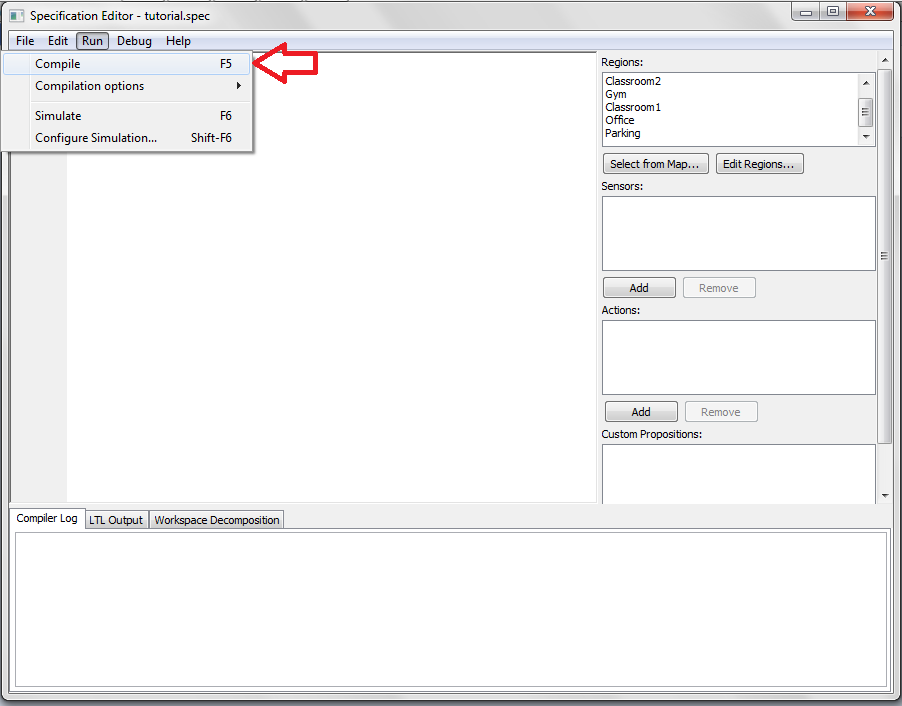 Specification Editor - tutorial.spec
File Edit Run Debug Help
Compile F5
Compilation options
Simulate F6
Configure Simulation... Shift-F6
Regions:
Classroom2
Gym
Classroom1
Office
Parking
Select from Map... Edit Regions...
Sensors:
Add Remove
Actions:
Add Remove
Custom Propositions:
Compiler Log LTL Output Workspace Decomposition